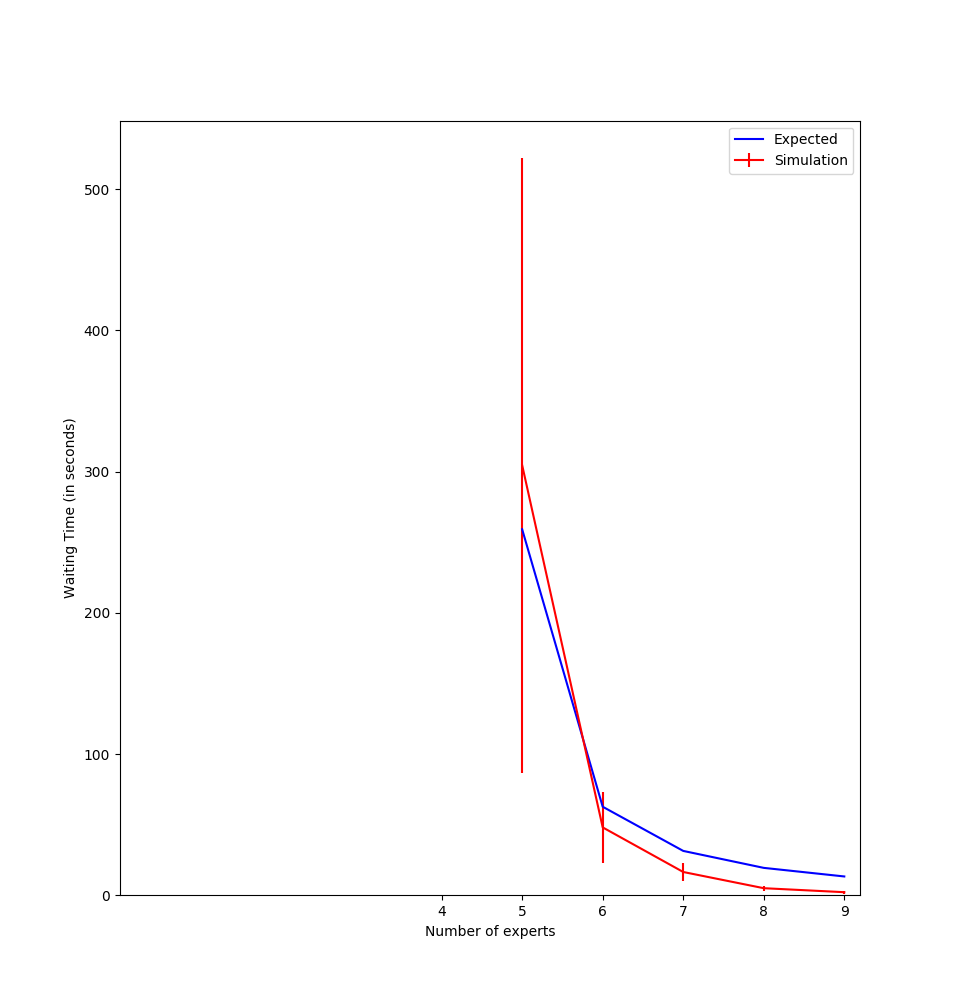 Expected
Simulation
500
400
300
200
100
0
Waiting Time (in seconds)
4 5 6 7 8 9
Number of experts